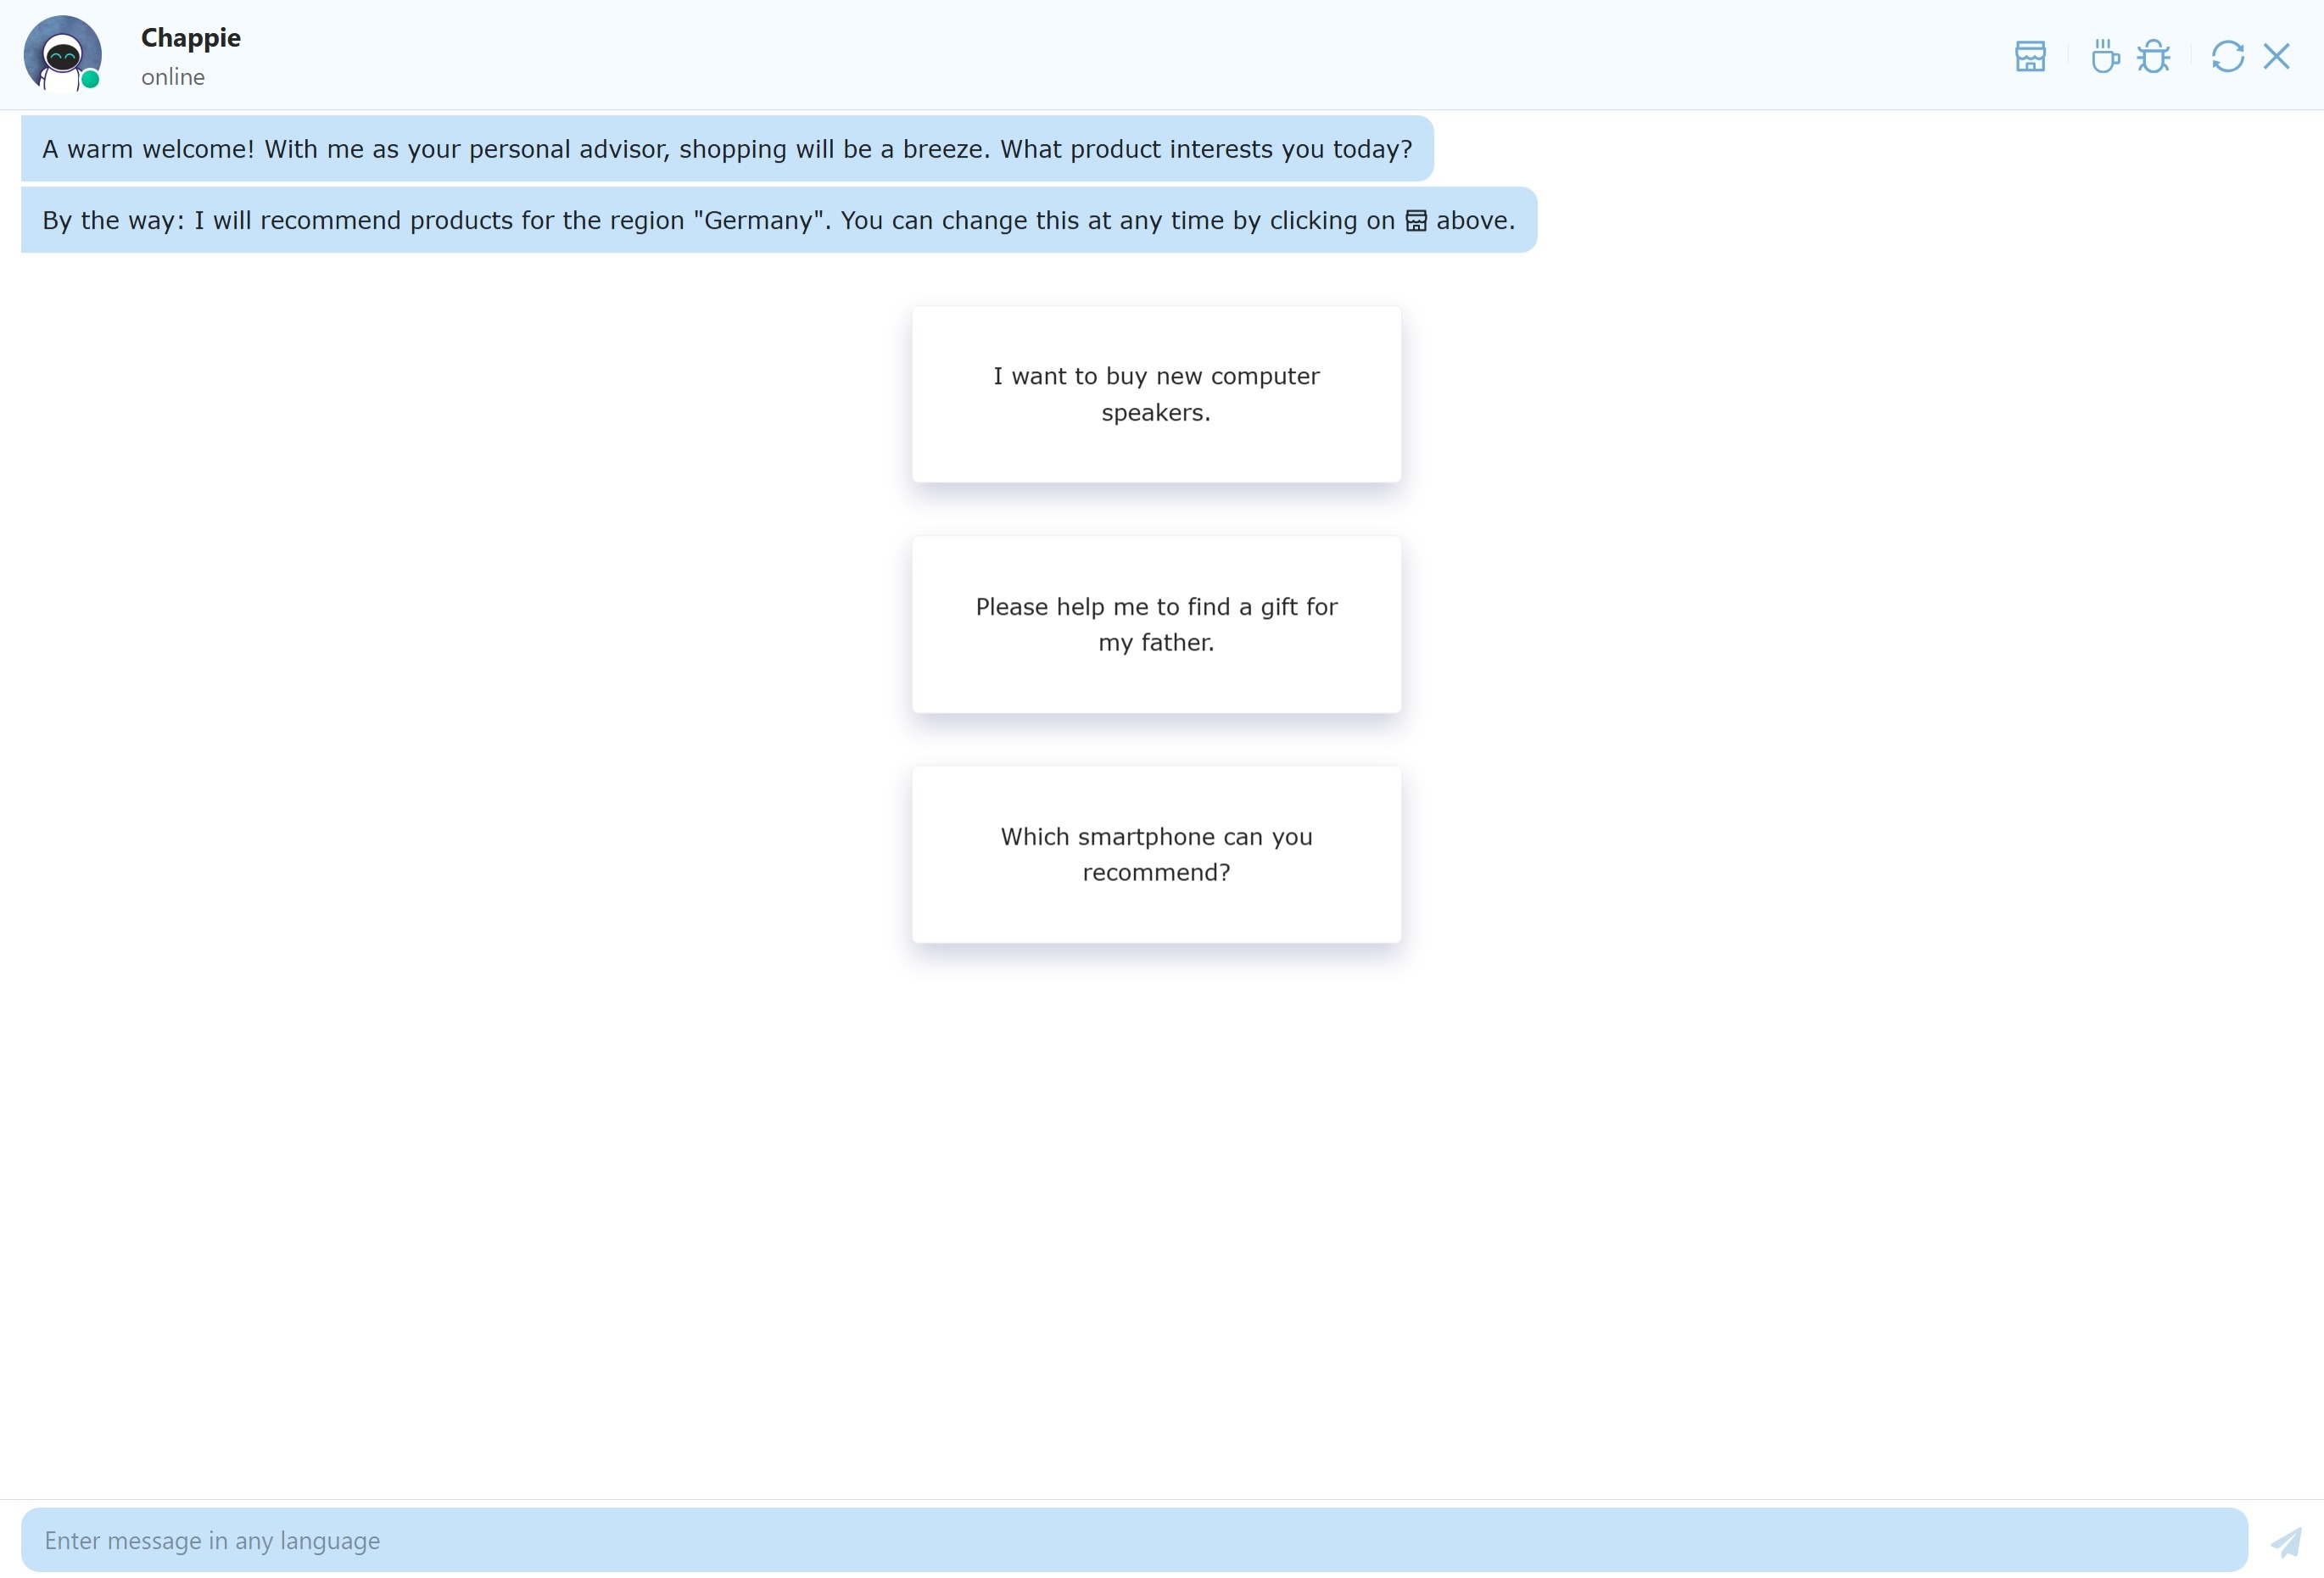 Chappie
online
A warm welcome! With me as your personal advisor, shopping will be a breeze. What product interests you today?
By the way: I will recommend products for the region "Germany". You can change this at any time by clicking on above.
I want to buy new computer
speakers.
Please help me to find a gift for
my father.
Which smartphone can you
recommend?
Enter message in any language